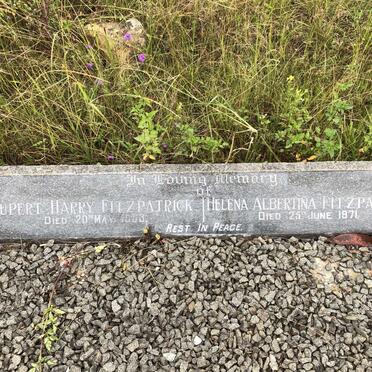 In Loving Memory
of
UPERT HARRY FITZPATRICK HELENA ALBERTINA FITZPA
DIED 20TH MAY. DIED 25TH JUNE 1971.
REST IN PEACE.